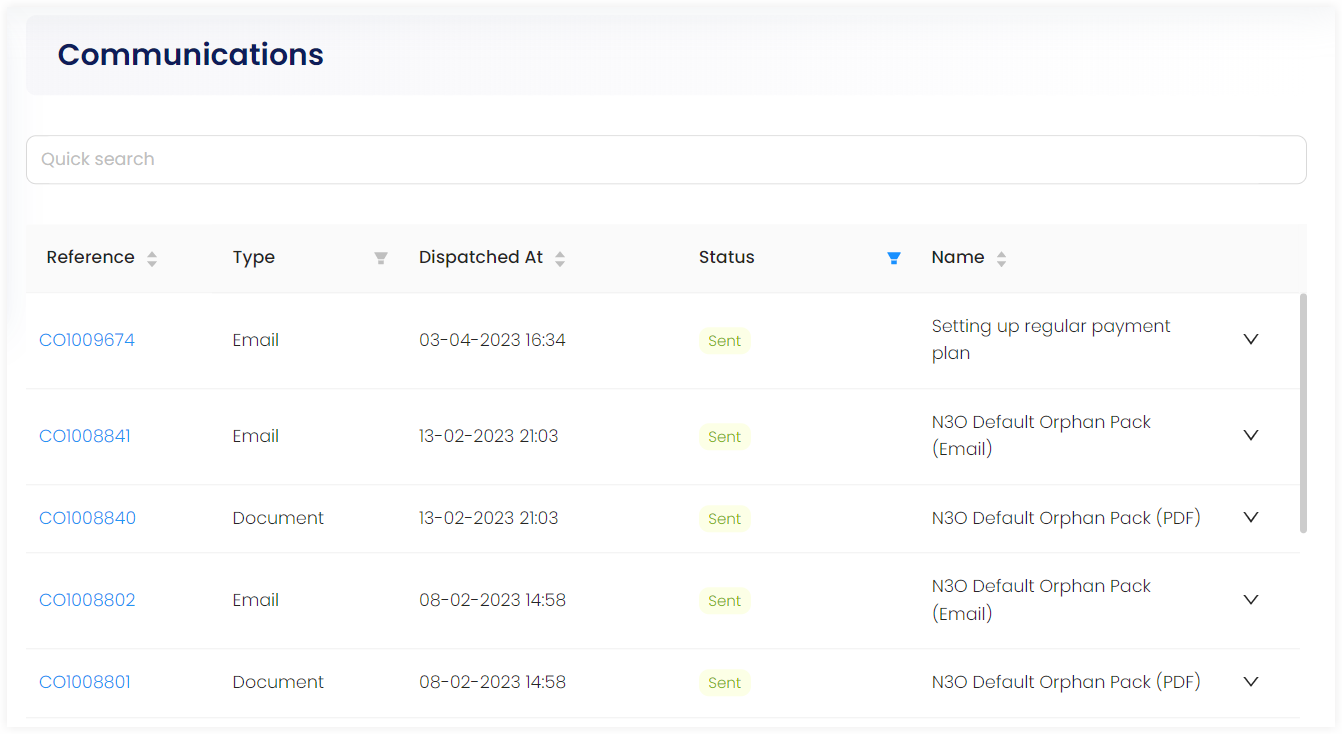 Communications
Quick search
Reference Type Dispatched At Status Name
CO1009674 Email 03-04-2023 16:34 Sent Setting up regular payment
plan
CO1008841 Email 13-02-2023 21:03 Sent N3O Default Orphan Pack
(Email)
CO1008840 Document 13-02-2023 21:03 Sent N3O Default Orphan Pack (PDF)
CO1008802 Email 08-02-2023 14:58 Sent N3O Default Orphan Pack
(Email)
CO1008801 Document 08-02-2023 14:58 Sent N3O Default Orphan Pack (PDF)